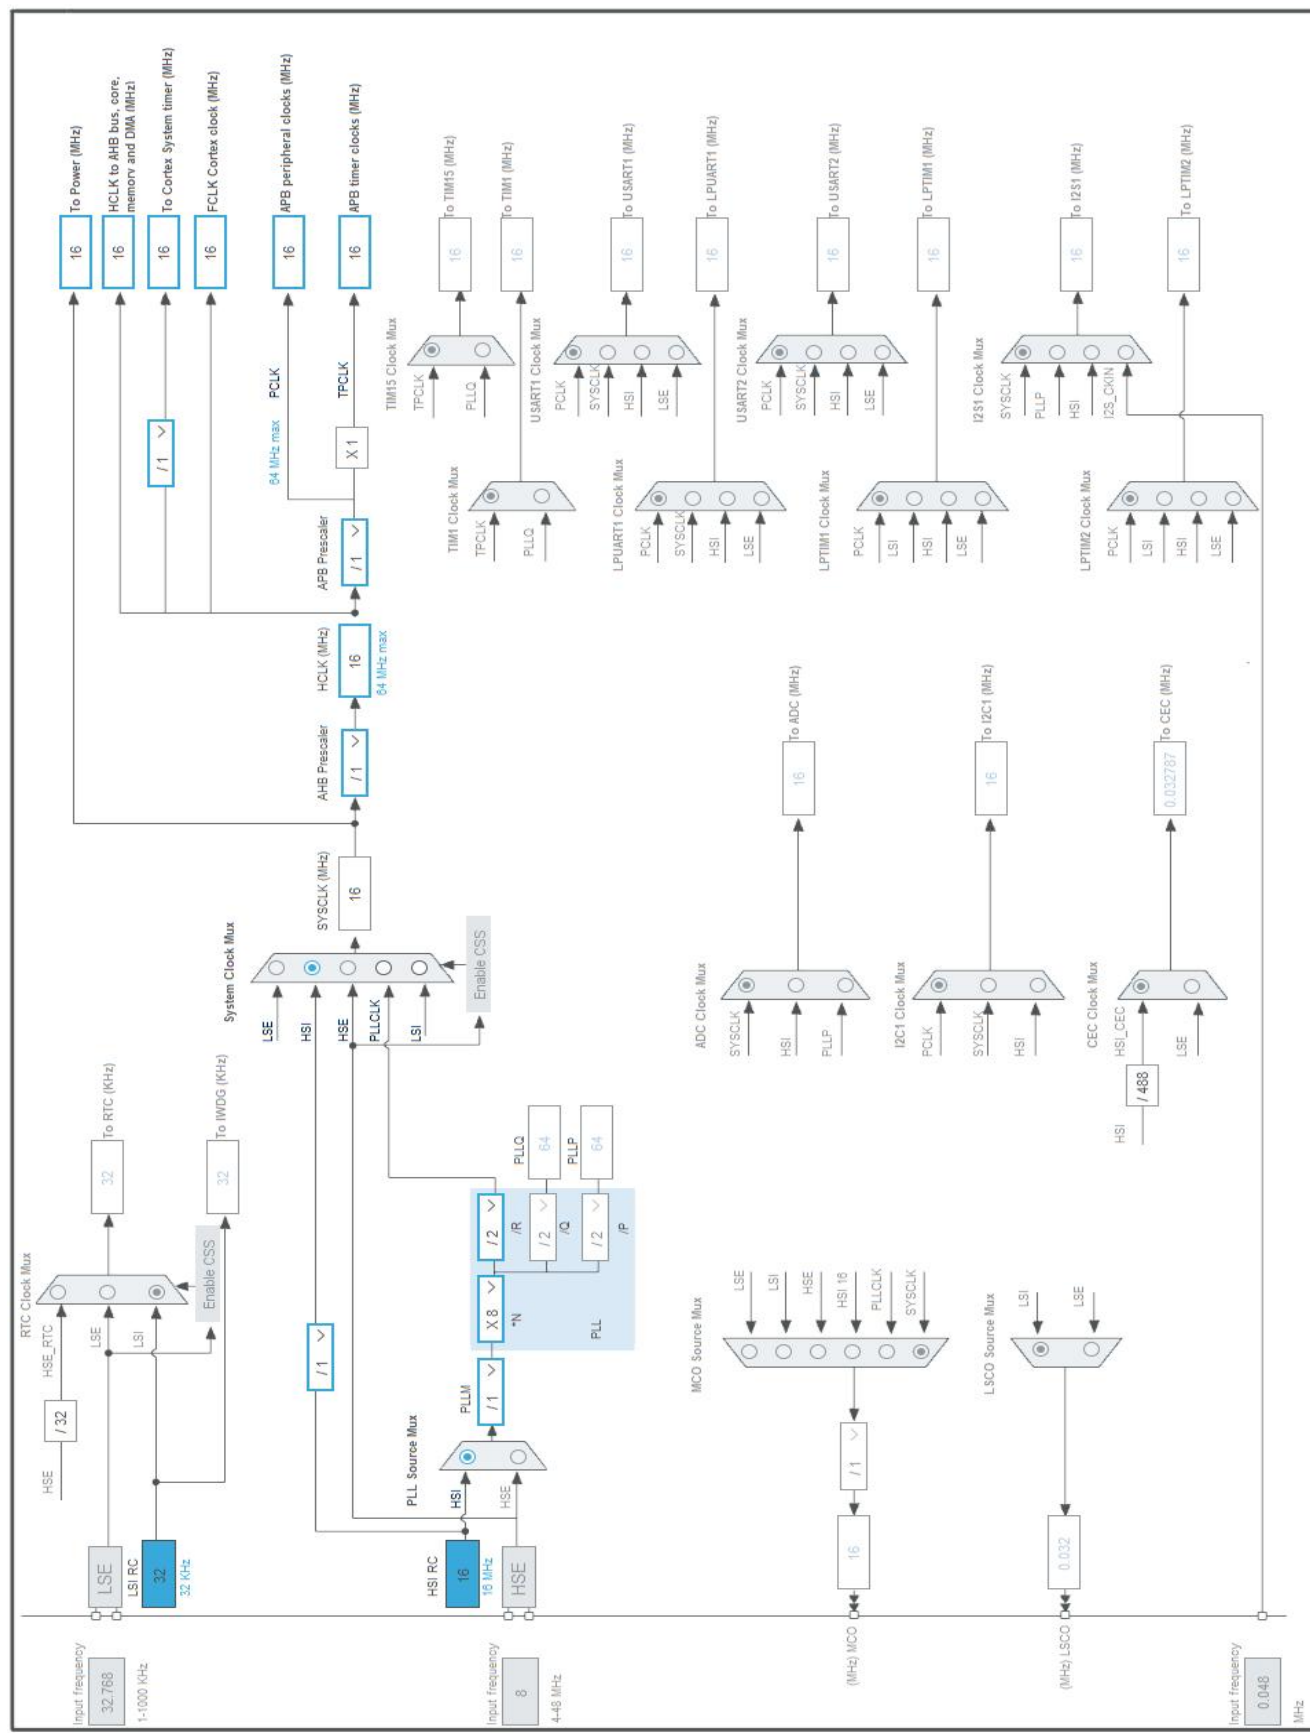 RTC Clock Mux
HSE
/ 32
HSE_RTC
32
To RTC (KHz)
Input frequency
32.768
1-1000 KHz
LSE
LSE
LSI RC
32
32 KHz
LSI
Enable CSS
32
To IWDG (KHz)
System Clock Mux
LSE
/ 1
HSI
HSE
PLLCLK
LSI
Enable CSS
SYSCLK (MHz)
16
AHB Prescaler
/ 1
HCLK (MHz)
16
64 MHz max
APB Prescaler
/ 1
16
To Power (MHz)
16
HCLK to AHB bus, core,
memory and DMA (MHz)
/ 1
16
To Cortex System timer (MHz)
16
FCLK Cortex clock (MHz)
64 MHz max
PCLK
16
APB peripheral clocks (MHz)
X 1
TPCLK
16
APB timer clocks (MHz)
PLL Source Mux
HSI RC
16
16 MHz
HSI
HSE
HSE
Input frequency
8
4-48 MHz
PLLM
/ 1
X 8
*N
PLL
/ 2
/R
/ 2
/Q
/ 2
/P
PLLQ
64
PLLP
64
TIM15 Clock Mux
TPCLK
PLLQ
16
To TIM15 (MHz)
TIM1 Clock Mux
TPCLK
PLLQ
16
To TIM1 (MHz)
USART1 Clock Mux
PCLK
SYSCLK
HSI
LSE
16
To USART1 (MHz)
LPUART1 Clock Mux
PCLK
SYSCLK
HSI
LSE
16
To LPUART1 (MHz)
USART2 Clock Mux
PCLK
SYSCLK
HSI
LSE
16
To USART2 (MHz)
LPTIM1 Clock Mux
PCLK
LSI
HSI
LSE
16
To LPTIM1 (MHz)
I2S1 Clock Mux
SYSCLK
PLLP
HSI
I2S_CKIN
16
To I2S1 (MHz)
LPTIM2 Clock Mux
PCLK
LSI
HSI
LSE
16
To LPTIM2 (MHz)
ADC Clock Mux
SYSCLK
HSI
PLLP
16
To ADC (MHz)
I2C1 Clock Mux
PCLK
SYSCLK
HSI
16
To I2C1 (MHz)
CEC Clock Mux
HSI
/ 488
HSI_CEC
LSE
0.032787
To CEC (MHz)
MCO Source Mux
LSE
LSI
HSE
HSI 16
PLLCLK
SYSCLK
/ 1
16
(MHz) MCO
LSCO Source Mux
LSI
LSE
0.032
(MHz) LSCO
Input frequency
0.048
MHz